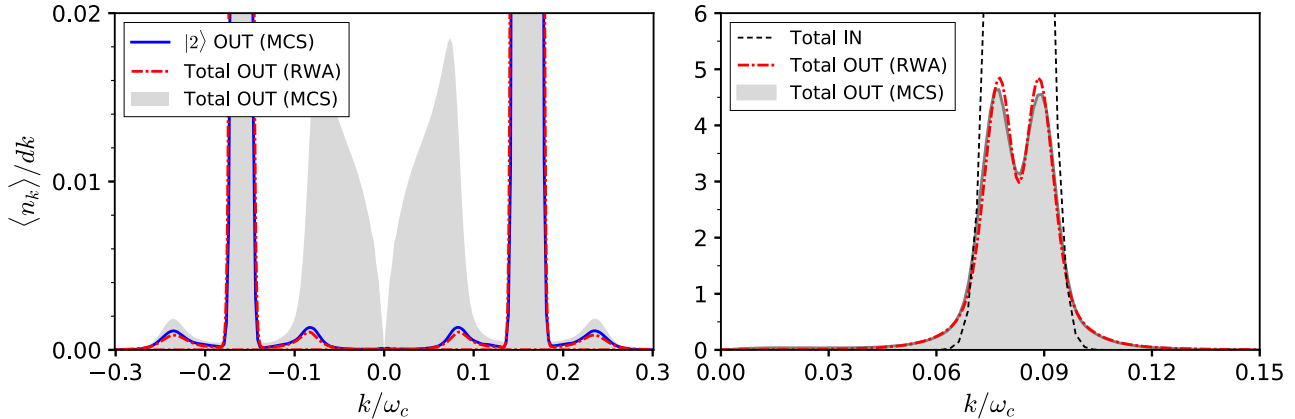 |2⟩ OUT (MCS)
Total OUT (RWA)
Total OUT (MCS)
0.02
0.01
0.00
⟨n_k⟩/dk
−0.3
−0.2
−0.1
0.0
0.1
0.2
0.3
k/ω_c
Total IN
Total OUT (RWA)
Total OUT (MCS)
6
5
4
3
2
1
0
0.00
0.03
0.06
0.09
0.12
0.15
k/ω_c